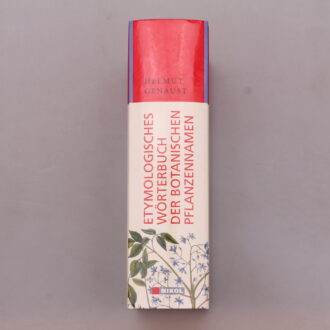 HELMUT
GENAUST
ETYMOLOGISCHES
WÖRTERBUCH
DER BOTANISCHEN
PFLANZENNAMEN
NIKOL